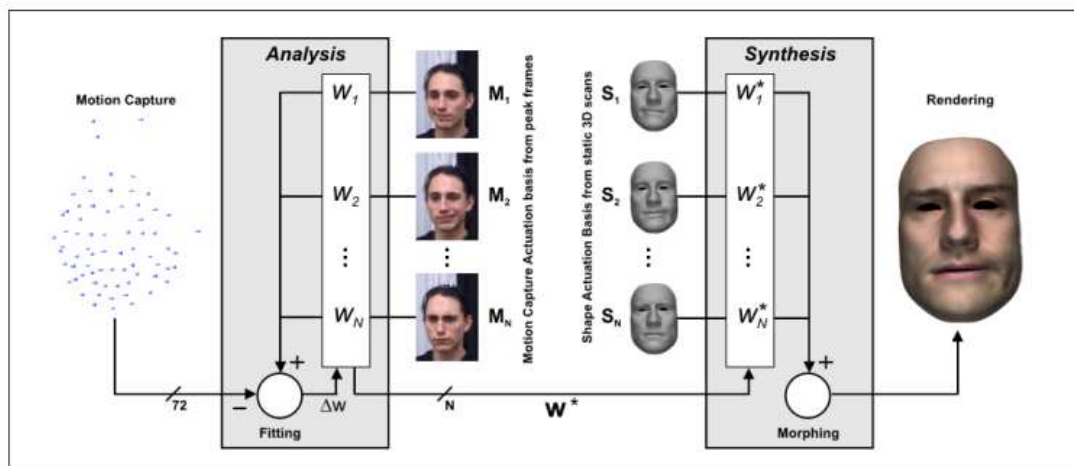 Analysis
Synthesis
Motion Capture
Rendering
W1
M1
S1
W*1
W2
M2
S2
W*2
⋮
⋮
⋮
⋮
WN
MN
SN
W*N
Motion Capture Actuation basis from peak frames
Shape Actuation Basis from static 3D scans
+
−
72
Δw
N
w*
Fitting
Morphing